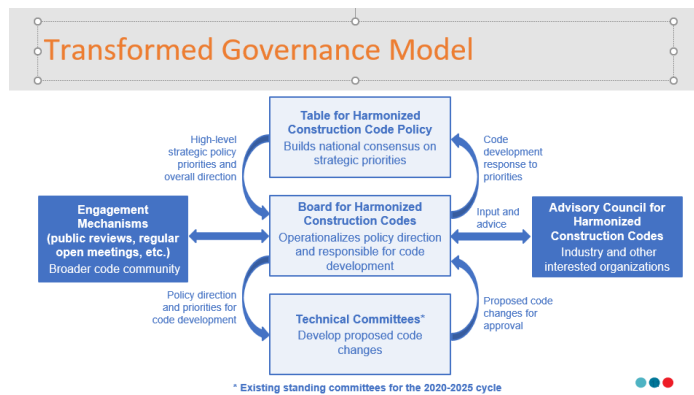 Transformed Governance Model
Table for Harmonized
Construction Code Policy
Builds national consensus on
strategic priorities
High-level
strategic policy
priorities and
overall direction
Code
development
response to
priorities
Engagement
Mechanisms
(public reviews, regular
open meetings, etc.)
Broader code community
Board for Harmonized
Construction Codes
Operationalizes policy direction
and responsible for code
development
Input and
advice
Advisory Council for
Harmonized
Construction Codes
Industry and other
interested organizations
Policy direction
and priorities for
code development
Technical Committees*
Develop proposed code
changes
Proposed code
changes for
approval
* Existing standing committees for the 2020-2025 cycle